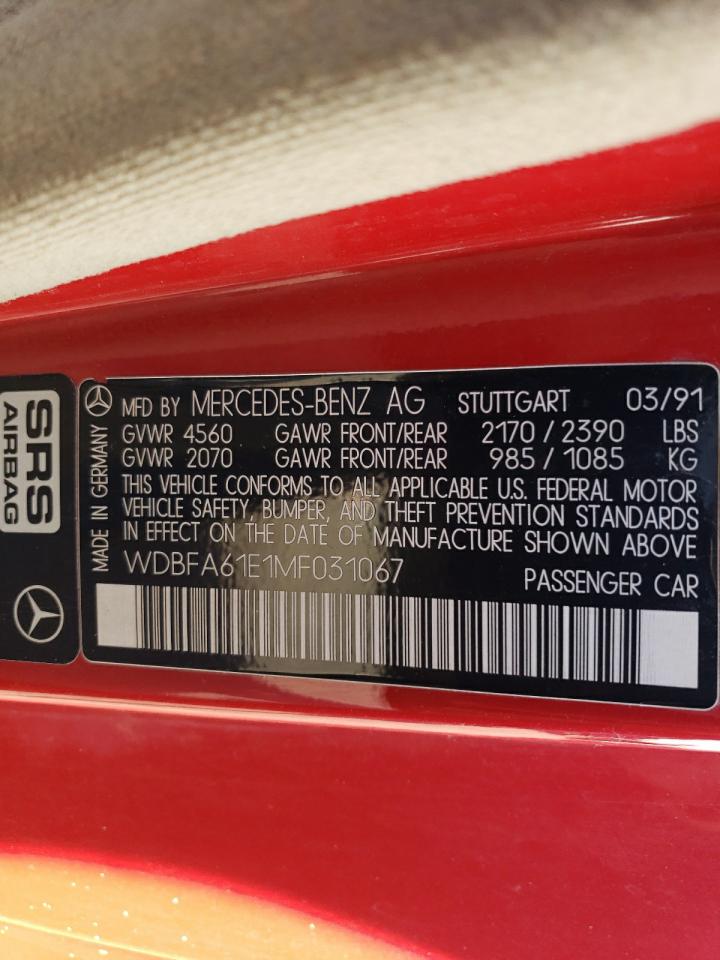 SRS
AIRBAG
MADE IN GERMANY
MFD BY MERCEDES-BENZ AG STUTTGART 03/91
GVWR 4560 GAWR FRONT/REAR 2170 / 2390 LBS
GVWR 2070 GAWR FRONT/REAR 985 / 1085 KG
THIS VEHICLE CONFORMS TO ALL APPLICABLE U.S. FEDERAL MOTOR
VEHICLE SAFETY, BUMPER, AND THEFT PREVENTION STANDARDS
IN EFFECT ON THE DATE OF MANUFACTURE SHOWN ABOVE
WDBFA61E1MF031067 PASSENGER CAR